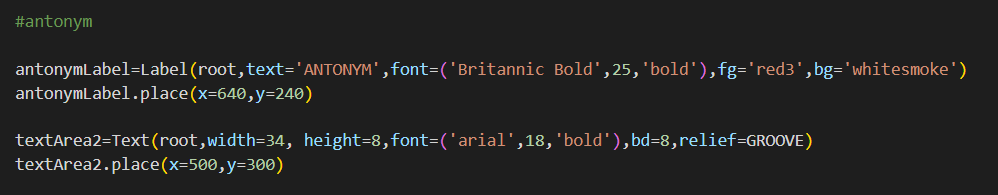 #antonym
antonymLabel=Label(root,text='ANTONYM',font=('Britannic Bold',25,'bold'),fg='red3',bg='whitesmoke')
antonymLabel.place(x=640,y=240)
textArea2=Text(root,width=34, height=8,font=('arial',18,'bold'),bd=8,relief=GROOVE)
textArea2.place(x=500,y=300)